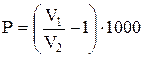 P = (V₁/V₂ − 1) · 1000